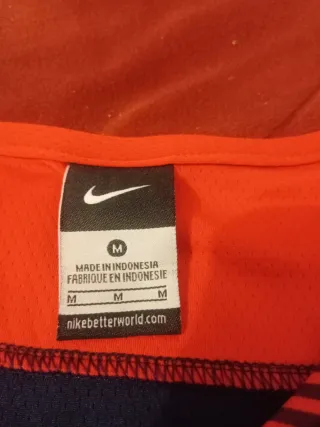 M
MADE IN INDONESIA
FABRIQUE EN INDONESIE
M M M
nikebetterworld.com